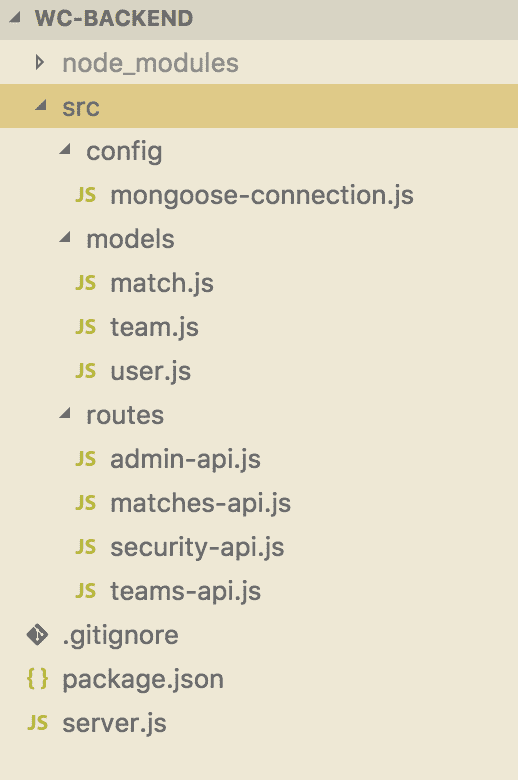 WC-BACKEND
node_modules
src
config
JS mongoose-connection.js
models
JS match.js
JS team.js
JS user.js
routes
JS admin-api.js
JS matches-api.js
JS security-api.js
JS teams-api.js
.gitignore
{ } package.json
JS server.js